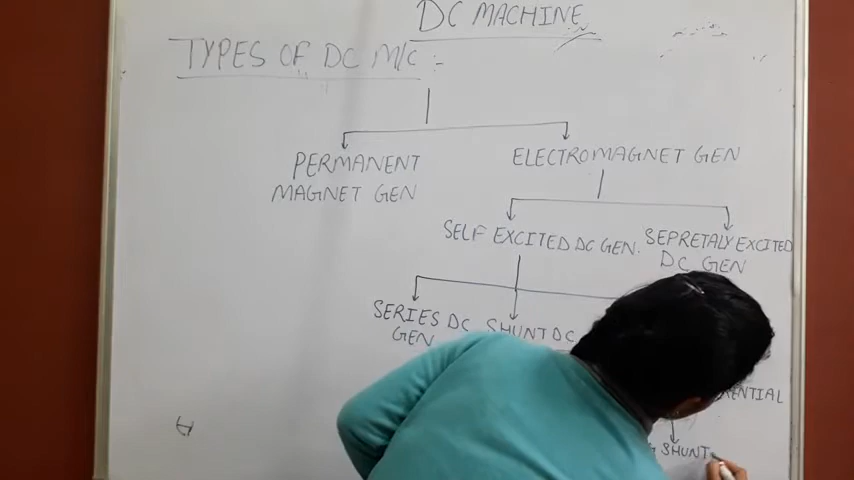 DC MACHINE
TYPES OF DC M/C :-
PERMANENT
MAGNET GEN
ELECTROMAGNET GEN
SELF EXCITED DC GEN.
SEPRETALY EXCITED
DC GEN
SERIES DC
GEN
SHUNT DC
SHUNT